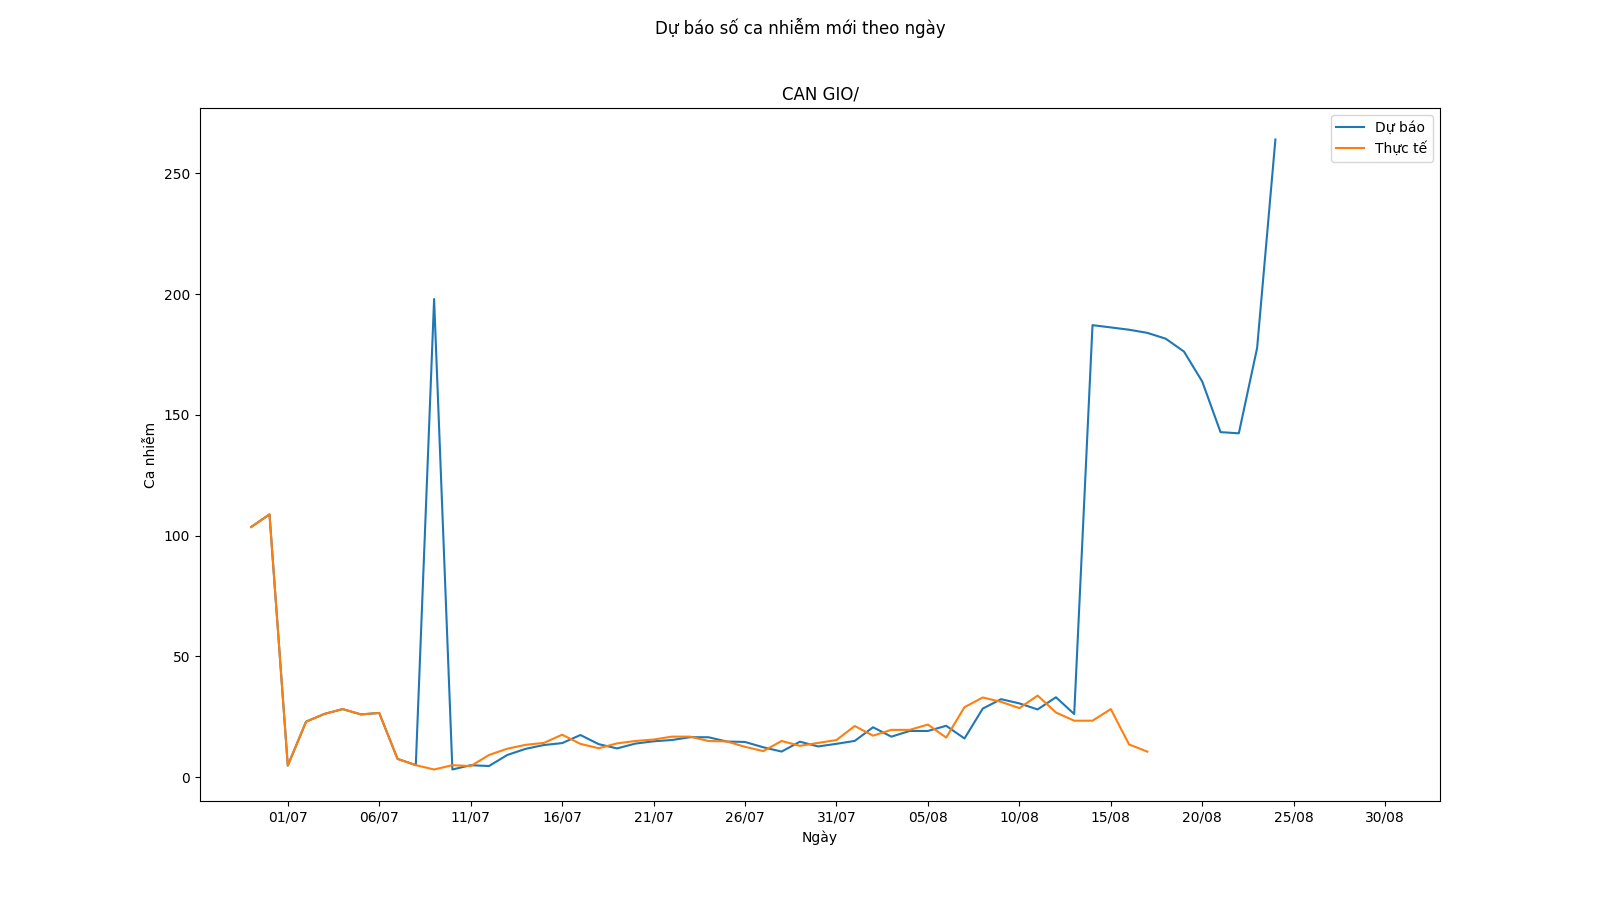 Dự báo số ca nhiễm mới theo ngày
CAN GIO/
Dự báo
Thực tế
250
200
150
100
50
0
Ca nhiễm
01/07 06/07 11/07 16/07 21/07 26/07 31/07 05/08 10/08 15/08 20/08 25/08 30/08
Ngày